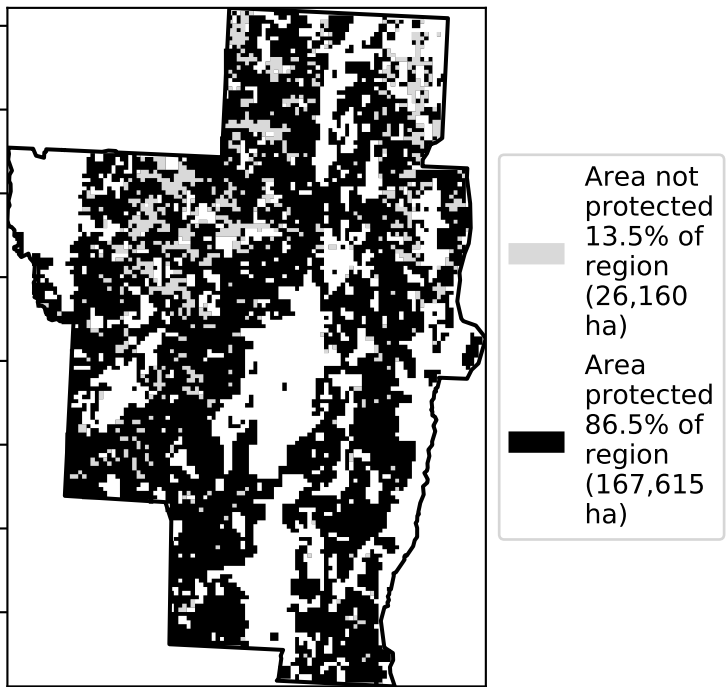 Area not
protected
13.5% of
region
(26,160
ha)
Area
protected
86.5% of
region
(167,615
ha)